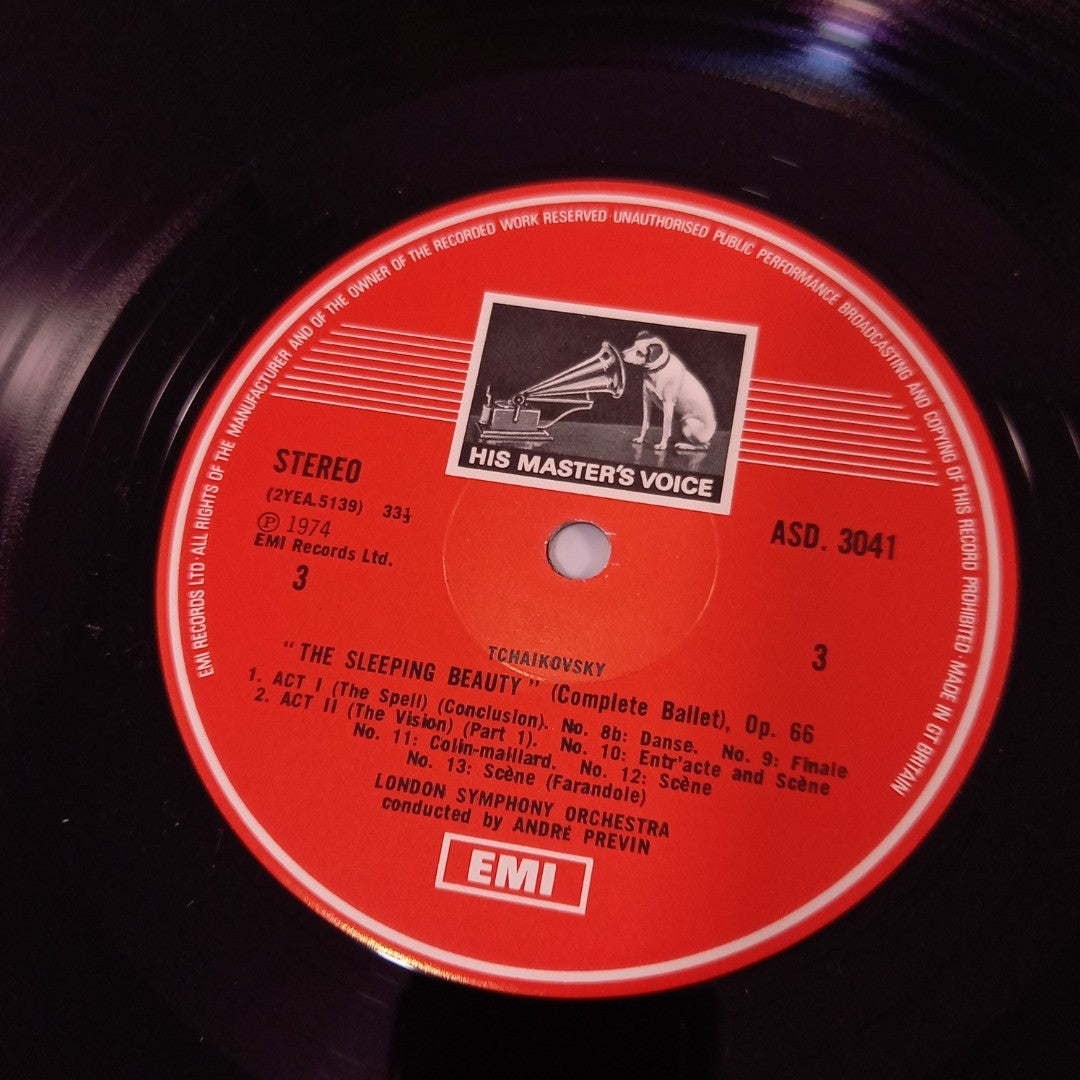 EMI RECORDS LTD · ALL RIGHTS OF THE MANUFACTURER AND OF THE OWNER OF THE RECORDED WORK RESERVED · UNAUTHORISED PUBLIC PERFORMANCE BROADCASTING AND COPYING OF THIS RECORD PROHIBITED · MADE IN GT BRITAIN
HIS MASTER'S VOICE
STEREO
(2YEA.5139) 33⅓
℗ 1974
EMI Records Ltd.
3
ASD. 3041
3
TCHAIKOVSKY
"THE SLEEPING BEAUTY" (Complete Ballet), Op. 66
1. ACT I (The Spell) (Conclusion). No. 8b: Danse. No. 9: Finale
2. ACT II (The Vision) (Part 1). No. 10: Entr'acte and Scène
No. 11: Colin-maillard. No. 12: Scène
No. 13: Scène (Farandole)
LONDON SYMPHONY ORCHESTRA
conducted by ANDRÉ PREVIN
EMI